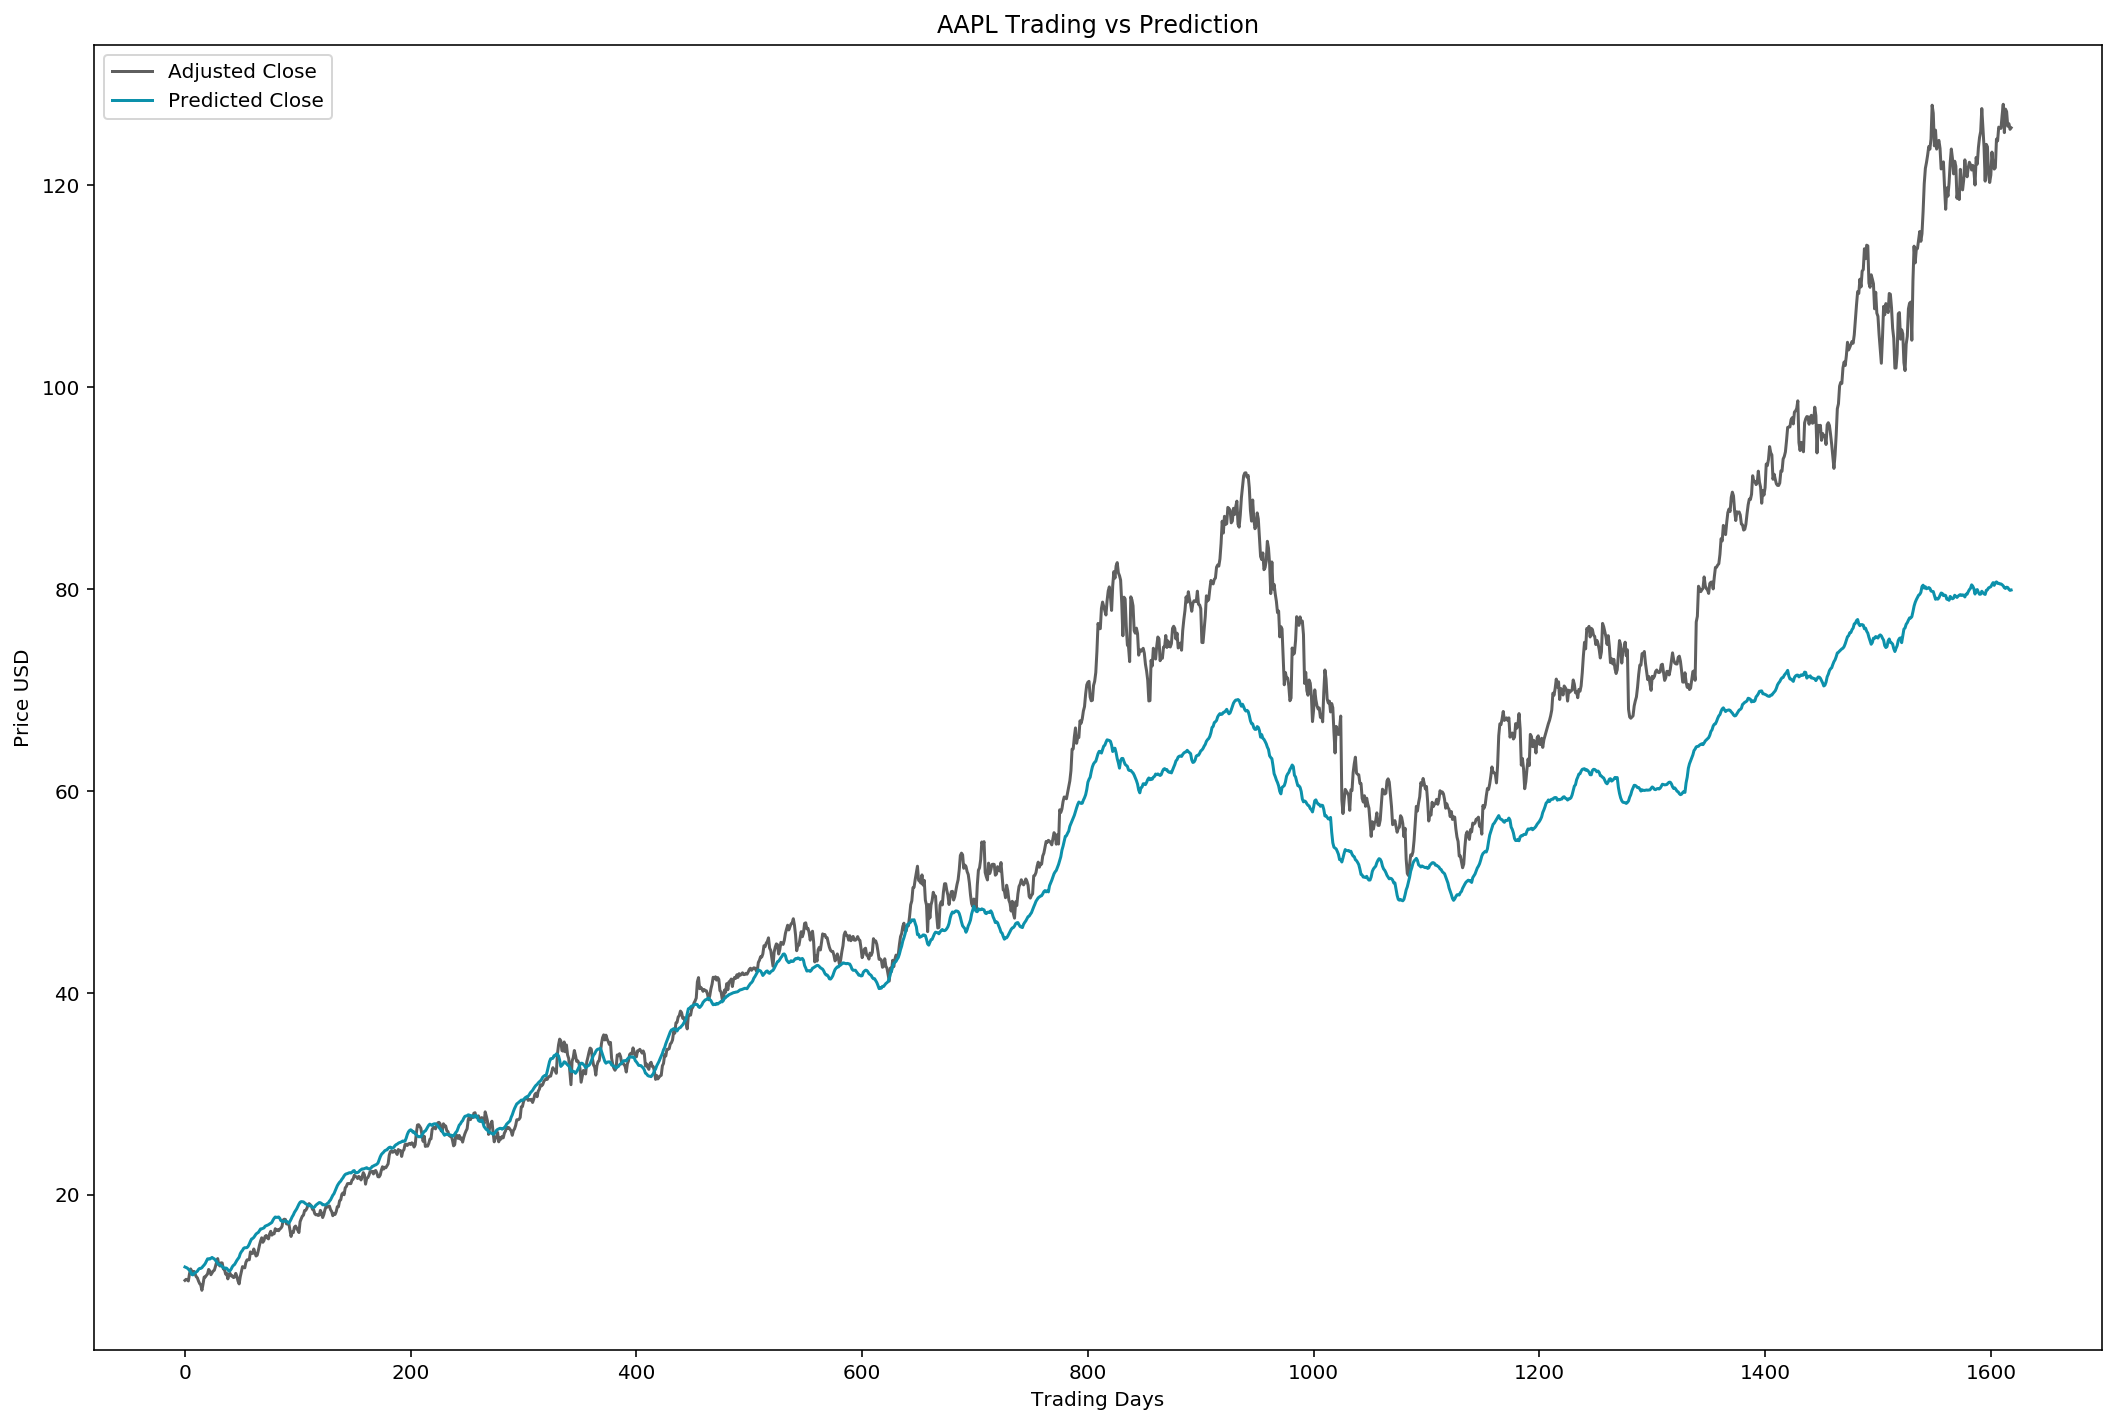 AAPL Trading vs Prediction
Adjusted Close
Predicted Close
120
100
80
60
40
20
Price USD
0 200 400 600 800 1000 1200 1400 1600
Trading Days